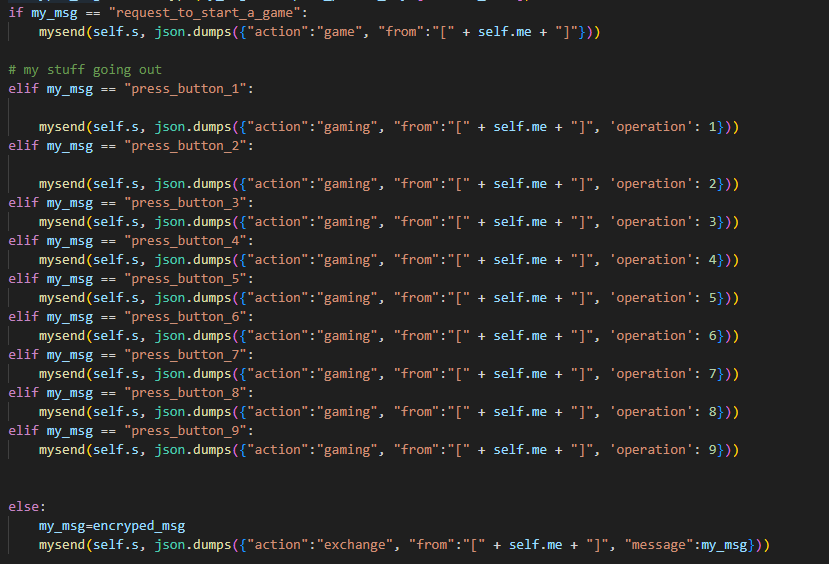 if my_msg == "request_to_start_a_game":
    mysend(self.s, json.dumps({"action":"game", "from":"[" + self.me + "]"}))

# my stuff going out
elif my_msg == "press_button_1":

    mysend(self.s, json.dumps({"action":"gaming", "from":"[" + self.me + "]", 'operation': 1}))
elif my_msg == "press_button_2":

    mysend(self.s, json.dumps({"action":"gaming", "from":"[" + self.me + "]", 'operation': 2}))
elif my_msg == "press_button_3":
    mysend(self.s, json.dumps({"action":"gaming", "from":"[" + self.me + "]", 'operation': 3}))
elif my_msg == "press_button_4":
    mysend(self.s, json.dumps({"action":"gaming", "from":"[" + self.me + "]", 'operation': 4}))
elif my_msg == "press_button_5":
    mysend(self.s, json.dumps({"action":"gaming", "from":"[" + self.me + "]", 'operation': 5}))
elif my_msg == "press_button_6":
    mysend(self.s, json.dumps({"action":"gaming", "from":"[" + self.me + "]", 'operation': 6}))
elif my_msg == "press_button_7":
    mysend(self.s, json.dumps({"action":"gaming", "from":"[" + self.me + "]", 'operation': 7}))
elif my_msg == "press_button_8":
    mysend(self.s, json.dumps({"action":"gaming", "from":"[" + self.me + "]", 'operation': 8}))
elif my_msg == "press_button_9":
    mysend(self.s, json.dumps({"action":"gaming", "from":"[" + self.me + "]", 'operation': 9}))


else:
    my_msg=encryped_msg
    mysend(self.s, json.dumps({"action":"exchange", "from":"[" + self.me + "]", "message":my_msg}))